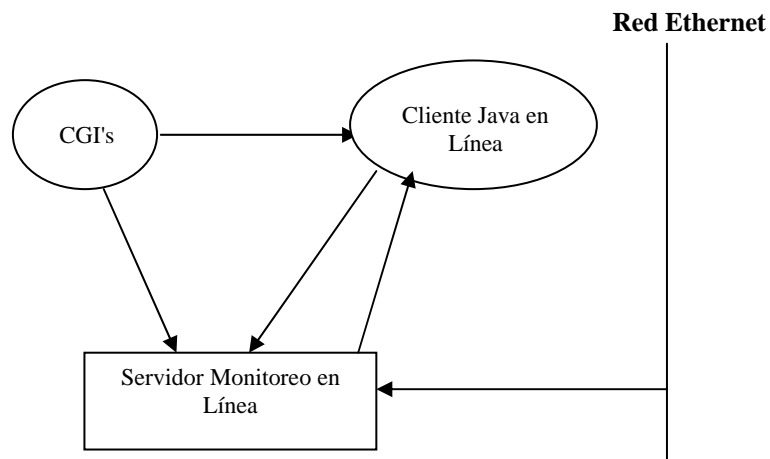 Red Ethernet
CGI's
Cliente Java en
Línea
Servidor Monitoreo en
Línea